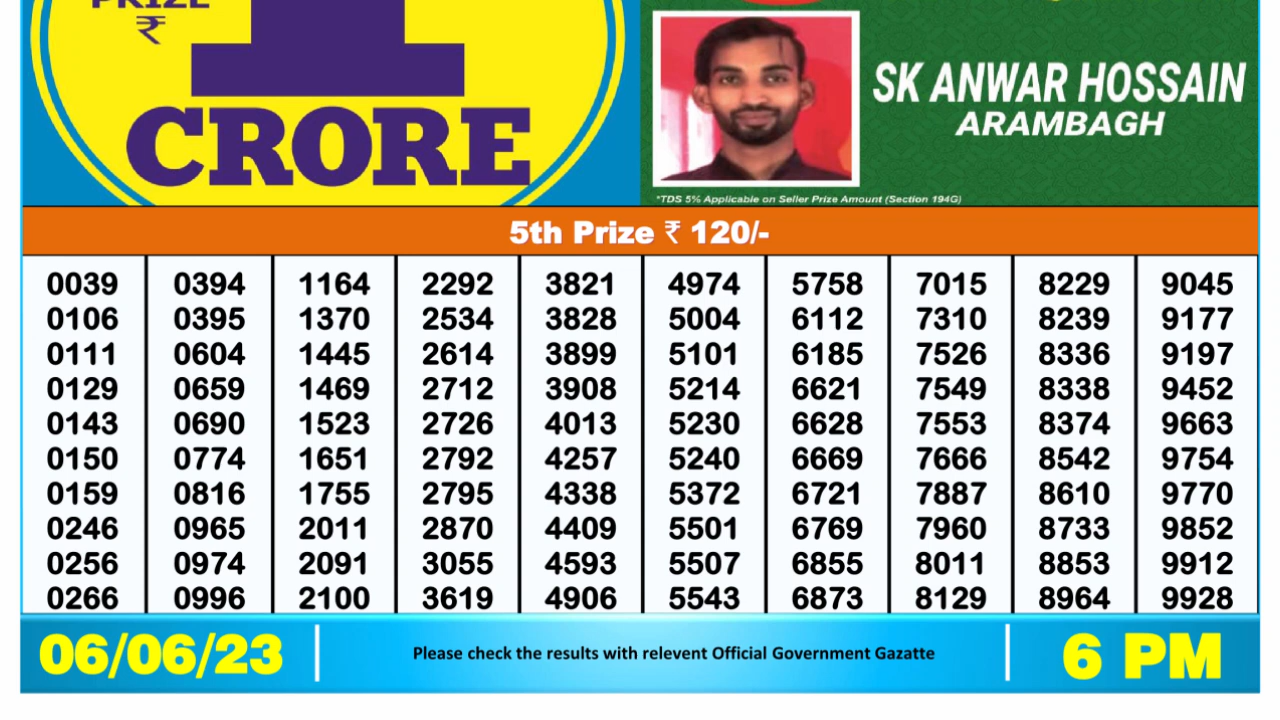 PRIZE
₹
1
CRORE
SK ANWAR HOSSAIN
ARAMBAGH
*TDS 5% Applicable on Seller Prize Amount (Section 194G)
5th Prize ₹ 120/-
0039 0394 1164 2292 3821 4974 5758 7015 8229 9045
0106 0395 1370 2534 3828 5004 6112 7310 8239 9177
0111 0604 1445 2614 3899 5101 6185 7526 8336 9197
0129 0659 1469 2712 3908 5214 6621 7549 8338 9452
0143 0690 1523 2726 4013 5230 6628 7553 8374 9663
0150 0774 1651 2792 4257 5240 6669 7666 8542 9754
0159 0816 1755 2795 4338 5372 6721 7887 8610 9770
0246 0965 2011 2870 4409 5501 6769 7960 8733 9852
0256 0974 2091 3055 4593 5507 6855 8011 8853 9912
0266 0996 2100 3619 4906 5543 6873 8129 8964 9928
06/06/23
Please check the results with relevent Official Government Gazatte
6 PM